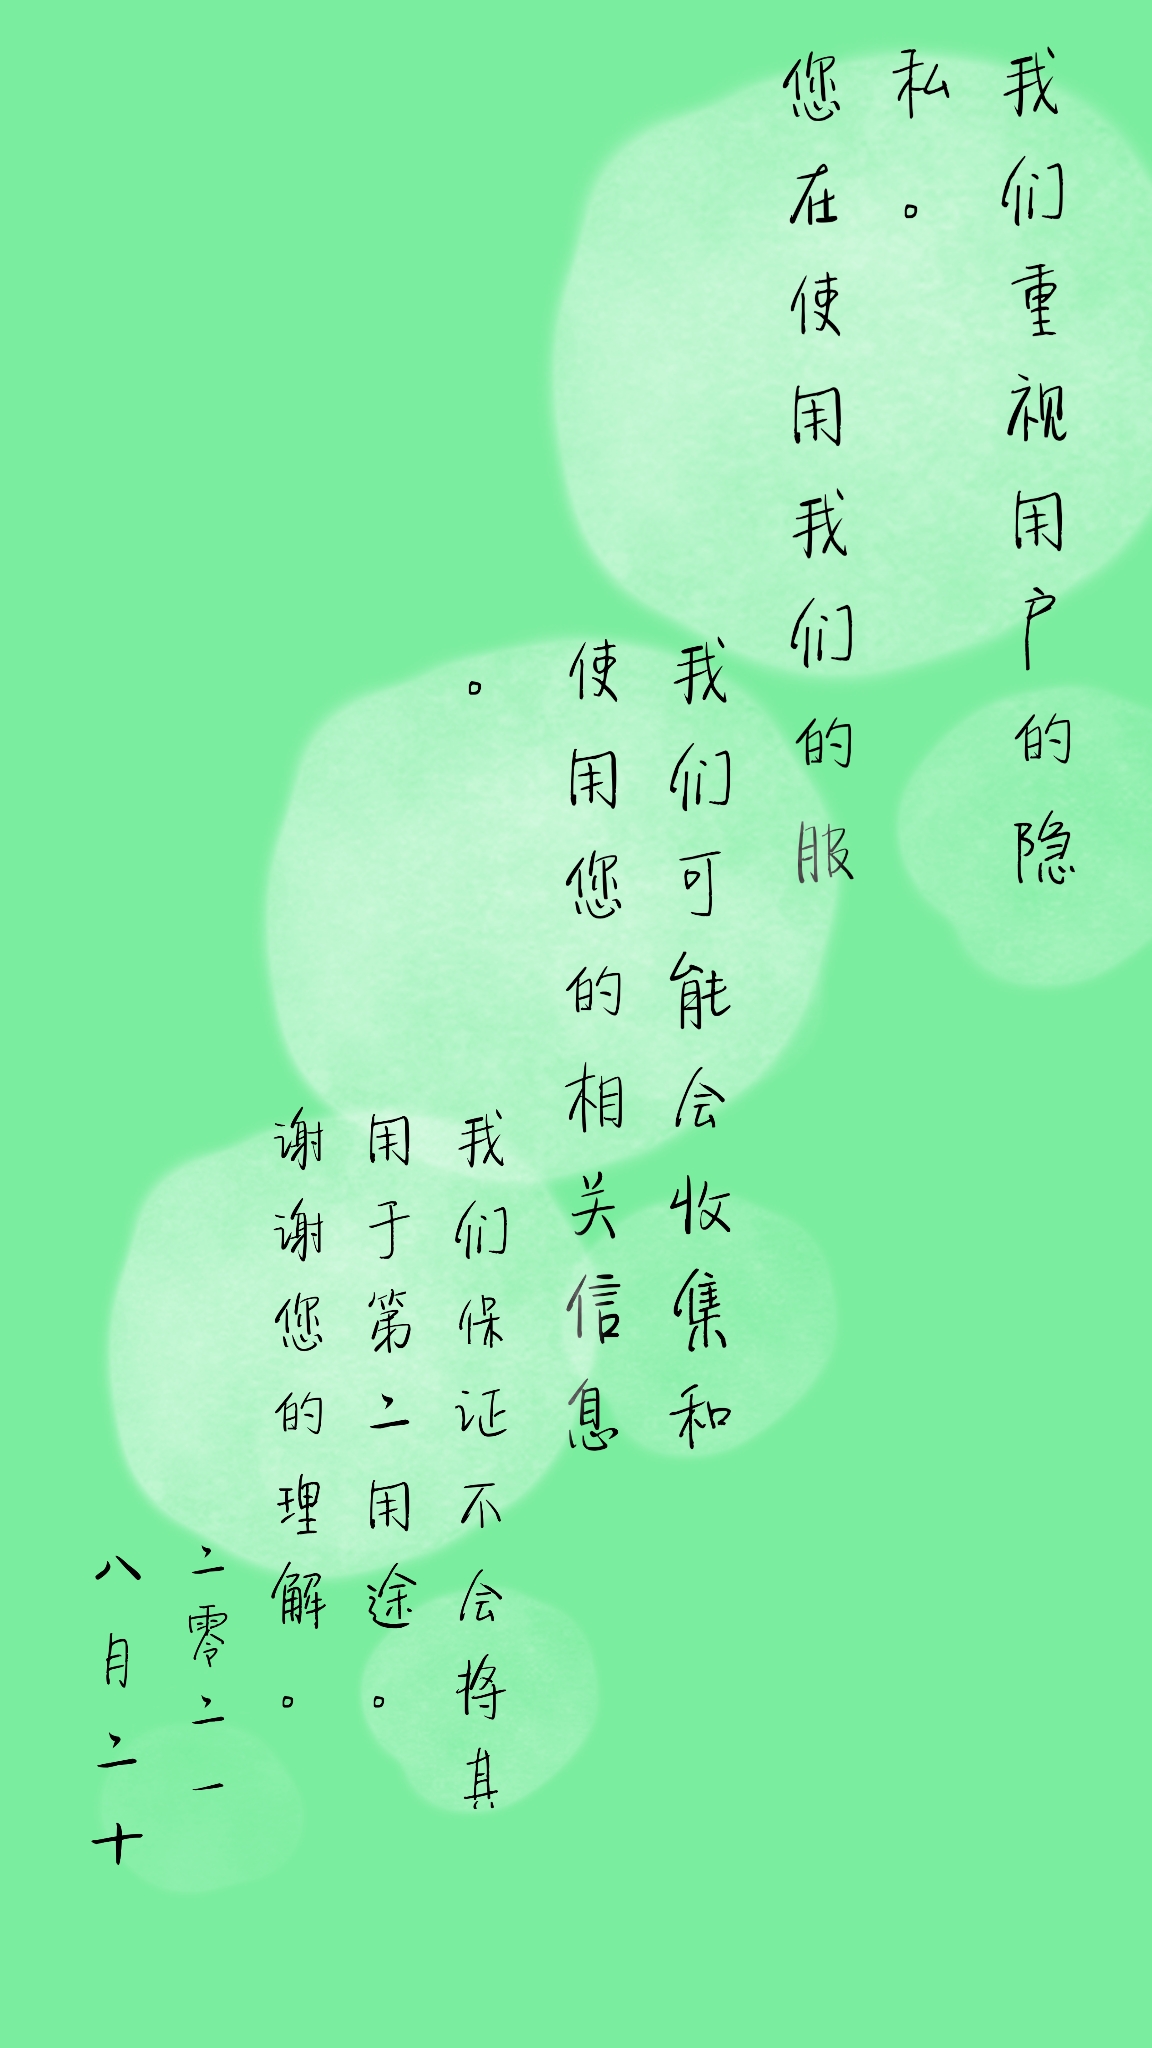 我们重视用户的隐
私。
您在使用我们的服
我们可能会收集和
使用您的相关信息
。
我们保证不会将其
用于第二用途。
谢谢您的理解。
二零二一
八月二十